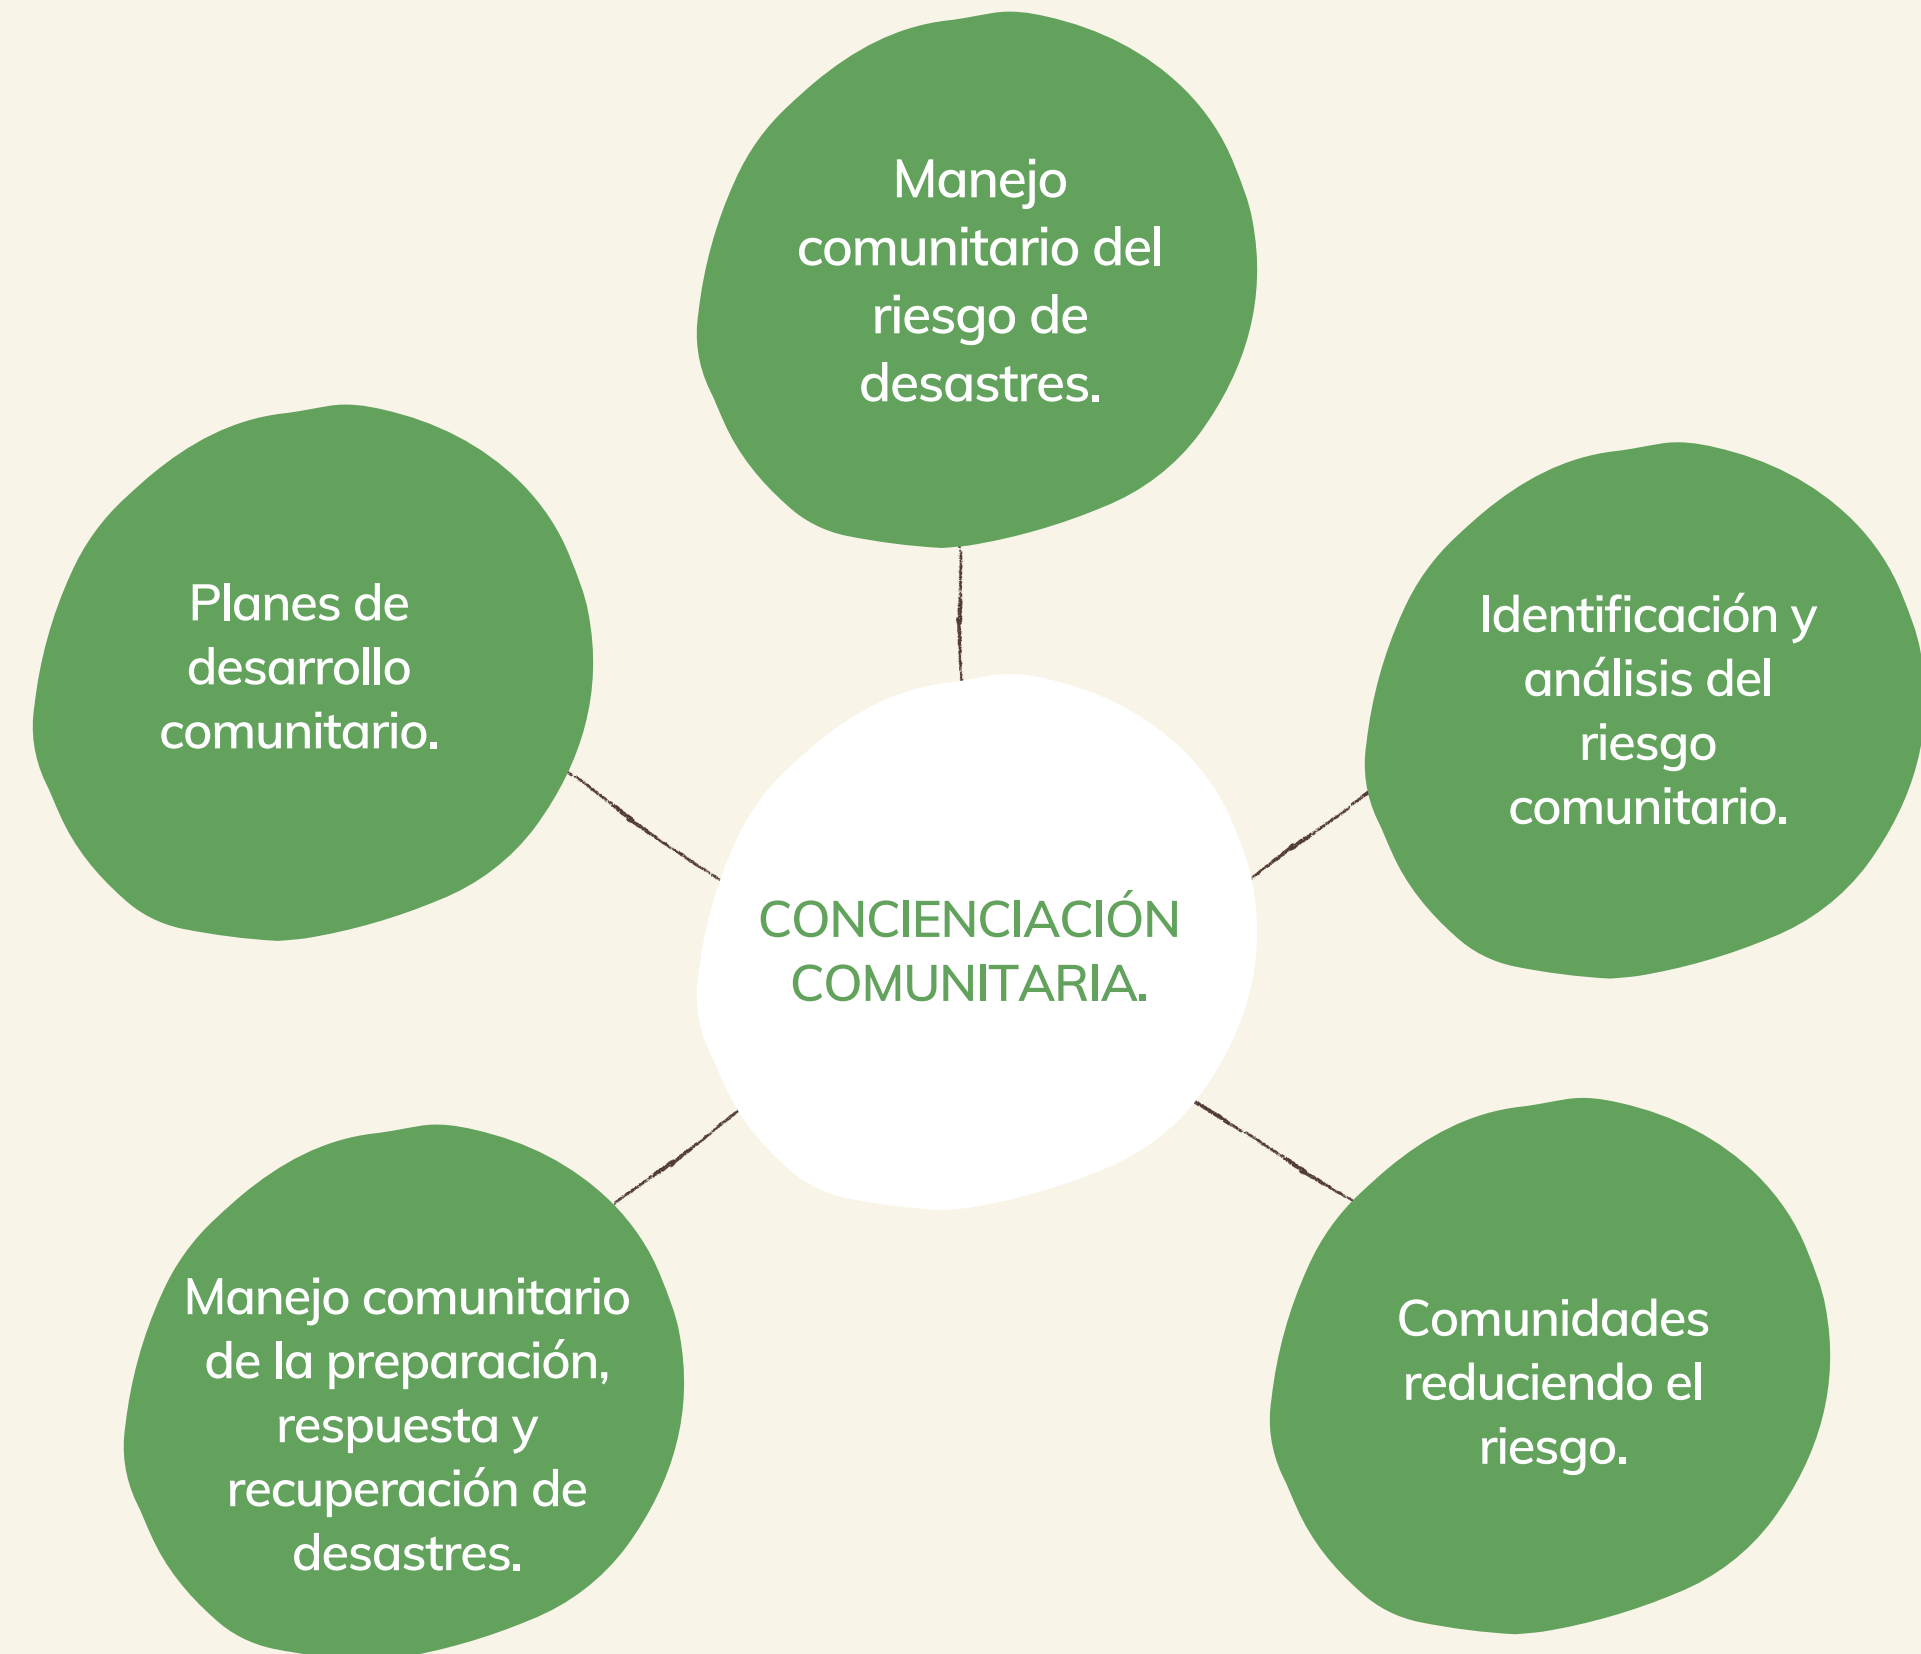 Manejo
comunitario del
riesgo de
desastres.
Planes de
desarrollo
comunitario.
Identificación y
análisis del
riesgo
comunitario.
CONCIENCIACIÓN
COMUNITARIA.
Manejo comunitario
de la preparación,
respuesta y
recuperación de
desastres.
Comunidades
reduciendo el
riesgo.